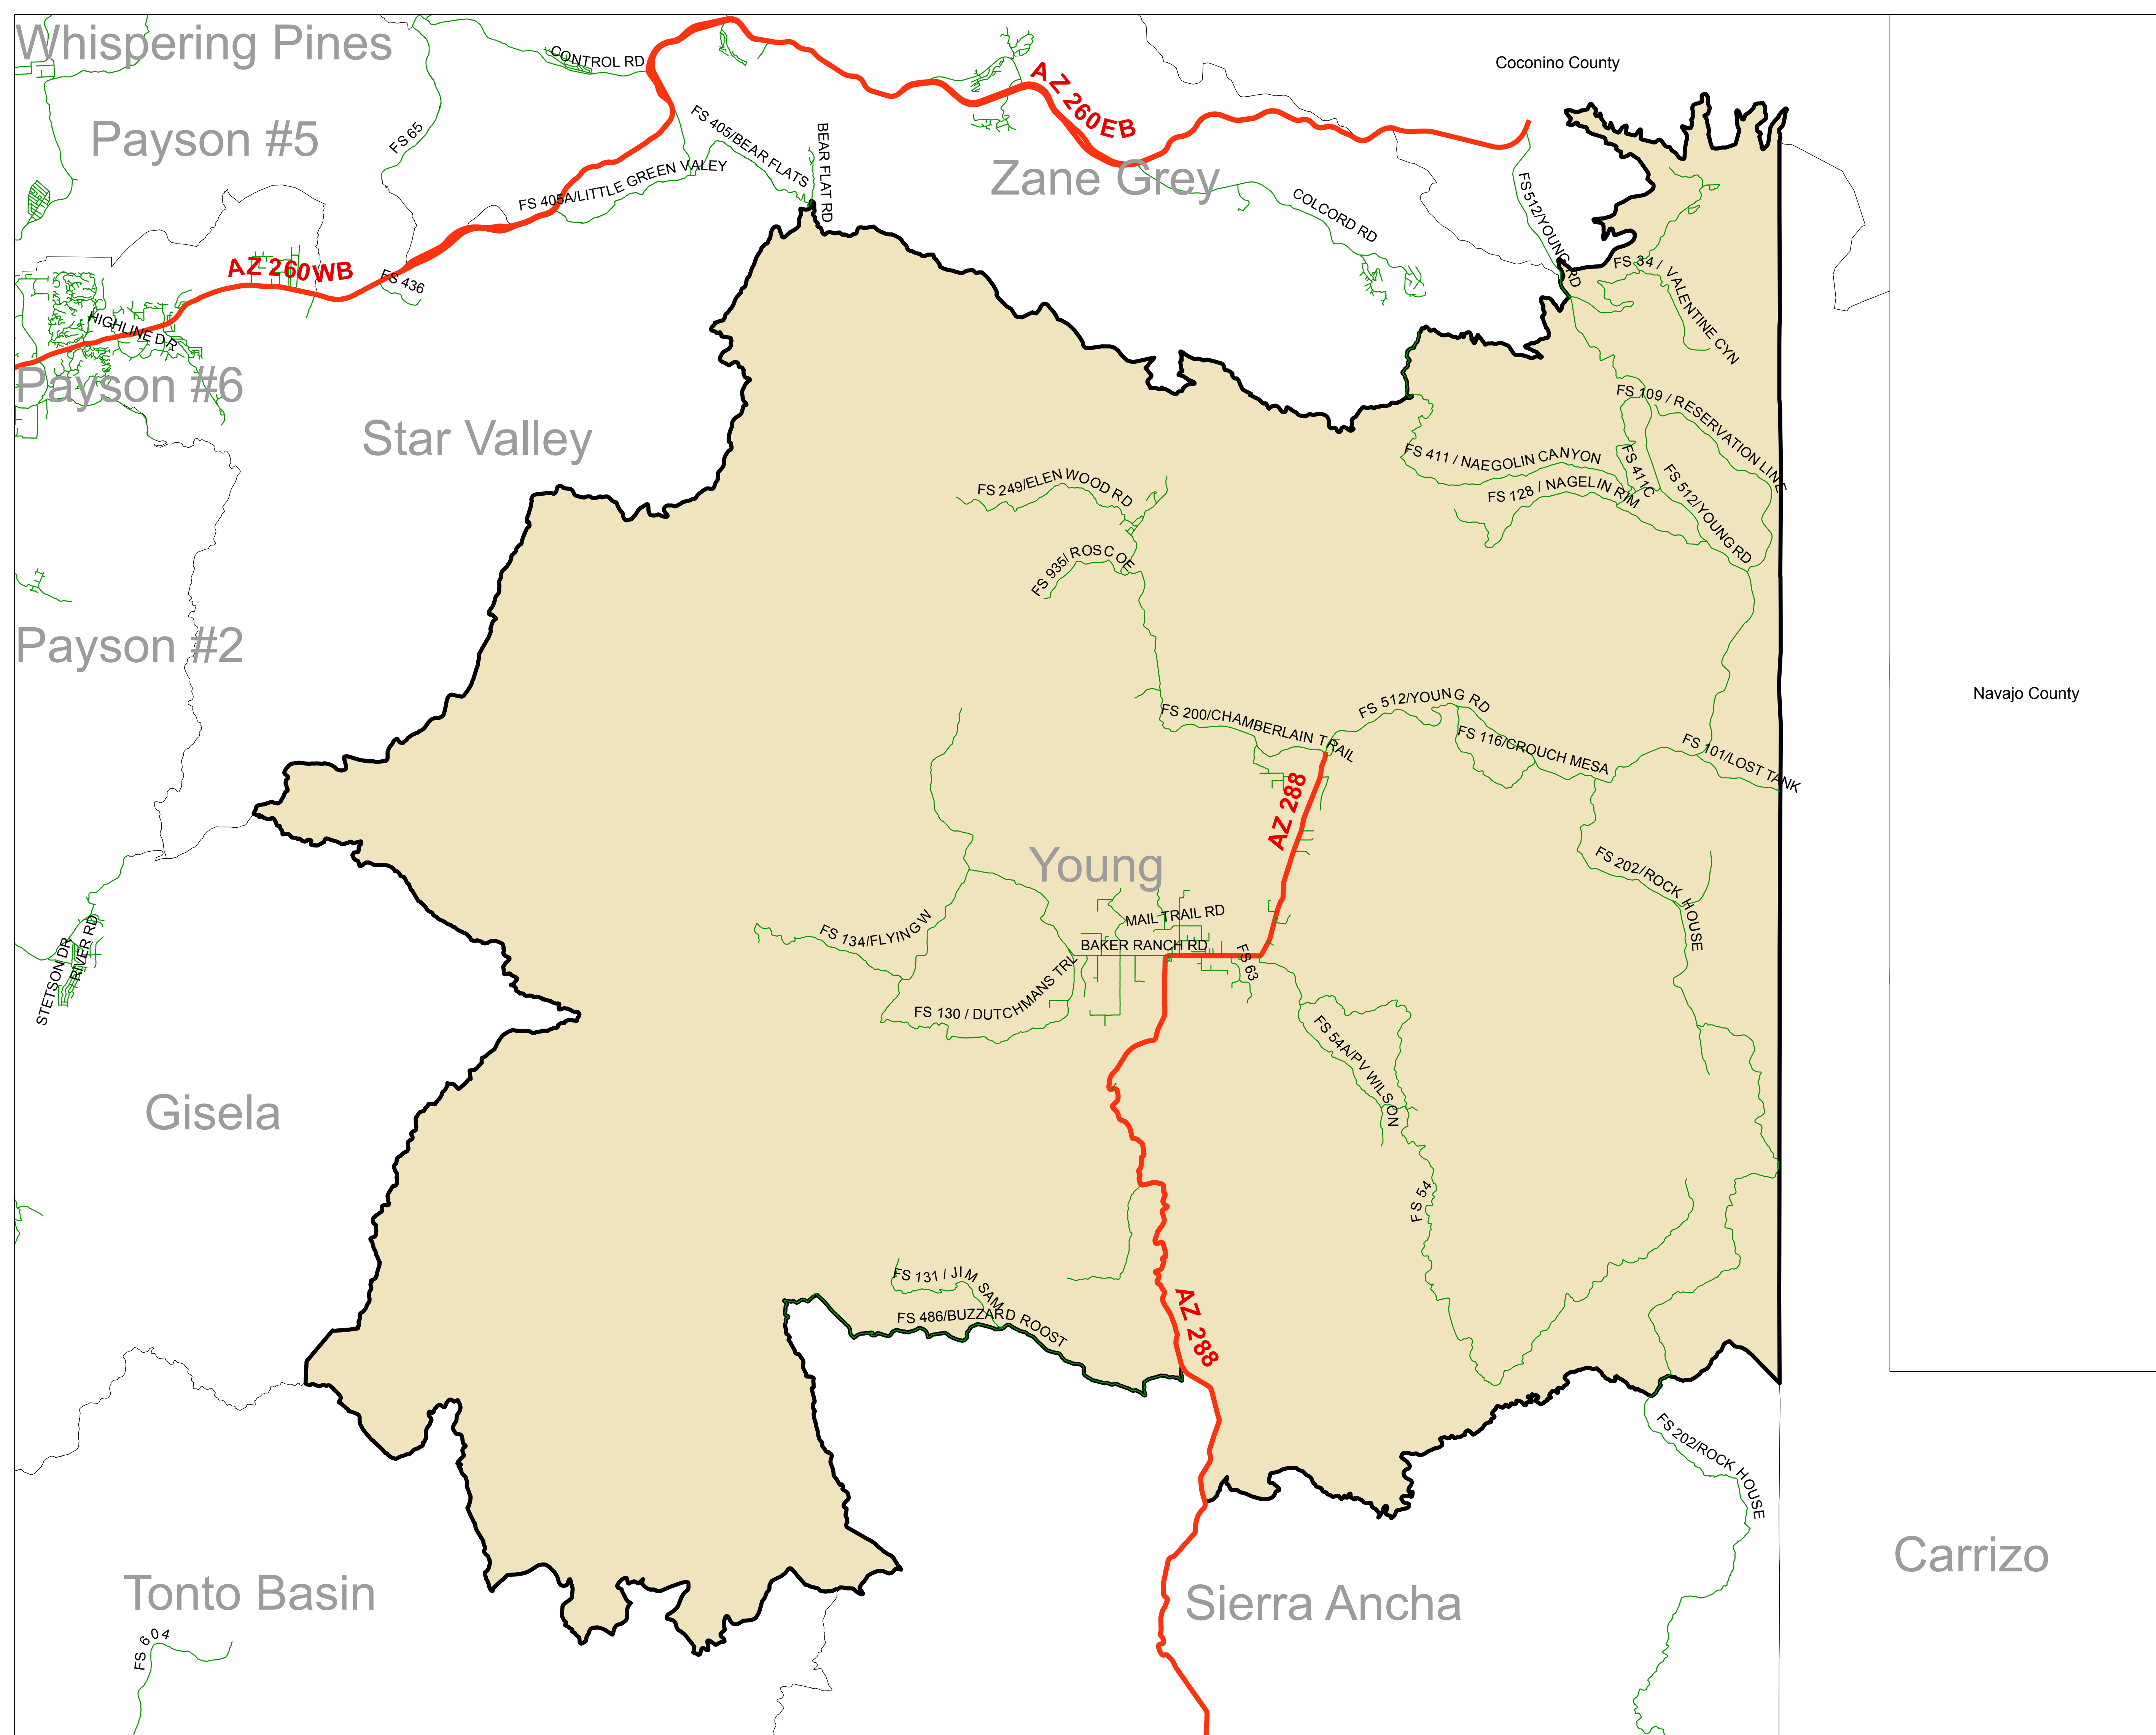 Whispering Pines
CONTROL RD
Coconino County
AZ 260EB
Payson #5
FS 65
FS 405/BEAR FLATS
BEAR FLAT RD
Zane Grey
FS 405A/LITTLE GREEN VALEY
COLCORD RD
FS 512/YOUNG RD
AZ 260WB
FS 436
FS 34 / VALENTINE CYN
HIGHLINE DR
Payson #6
Star Valley
FS 109 / RESERVATION LINE
FS 411 / NAEGOLIN CANYON
FS 411C
FS 128 / NAGELIN RIM
FS 512/YOUNG RD
FS 249/ELEN WOOD RD
FS 935/ ROSCOE
Payson #2
Navajo County
FS 200/CHAMBERLAIN TRAIL
FS 512/YOUNG RD
FS 116/CROUCH MESA
FS 101/LOST TANK
AZ 288
Young
FS 202/ROCK HOUSE
MAIL TRAIL RD
FS 134/FLYING W
BAKER RANCH RD
FS 63
STETSON DR
RIVER RD
FS 130 / DUTCHMANS TRL
FS 54A/PV WILSON
Gisela
FS 54
FS 131 / JIM SAM
FS 486/BUZZARD ROOST
AZ 288
FS 202/ROCK HOUSE
Carrizo
Tonto Basin
Sierra Ancha
FS 604